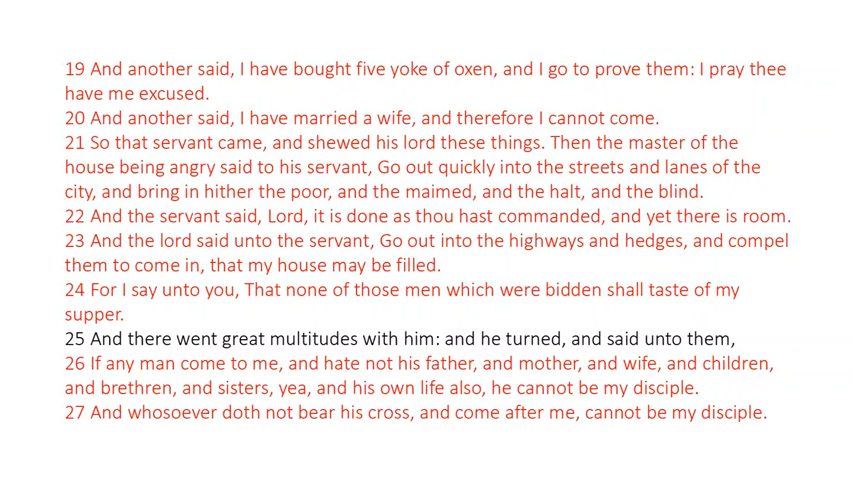 19 And another said, I have bought five yoke of oxen, and I go to prove them: I pray thee
have me excused.
20 And another said, I have married a wife, and therefore I cannot come.
21 So that servant came, and shewed his lord these things. Then the master of the
house being angry said to his servant, Go out quickly into the streets and lanes of the
city, and bring in hither the poor, and the maimed, and the halt, and the blind.
22 And the servant said, Lord, it is done as thou hast commanded, and yet there is room.
23 And the lord said unto the servant, Go out into the highways and hedges, and compel
them to come in, that my house may be filled.
24 For I say unto you, That none of those men which were bidden shall taste of my
supper.
25 And there went great multitudes with him: and he turned, and said unto them,
26 If any man come to me, and hate not his father, and mother, and wife, and children,
and brethren, and sisters, yea, and his own life also, he cannot be my disciple.
27 And whosoever doth not bear his cross, and come after me, cannot be my disciple.